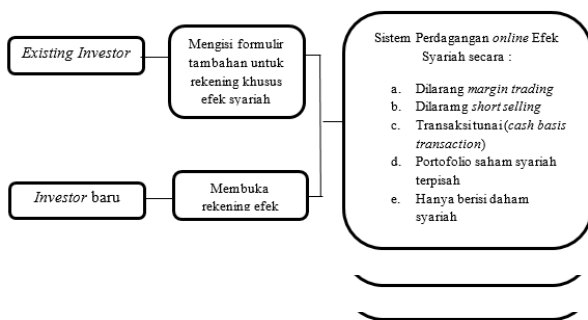 Existing Investor
Mengisi formulir
tambahan untuk
rekening khusus
efek syariah
Investor baru
Membuka
rekening efek
Sistem Perdagangan online Efek
Syariah secara :
a. Dilarang margin trading
b. Dilaramg short selling
c. Transaksi tunai (cash basis
transaction)
d. Portofolio saham syariah
terpisah
e. Hanya berisi daham
syariah